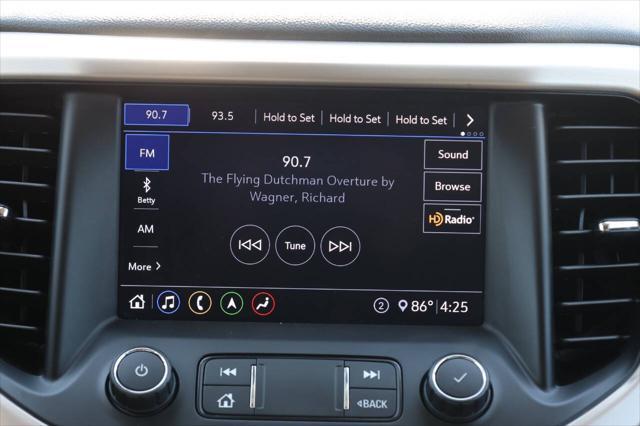 90.7 93.5 Hold to Set Hold to Set Hold to Set
FM
90.7
Sound
The Flying Dutchman Overture by
Wagner, Richard
Browse
Betty
HD Radio
AM
Tune
More
2 86° 4:25
BACK